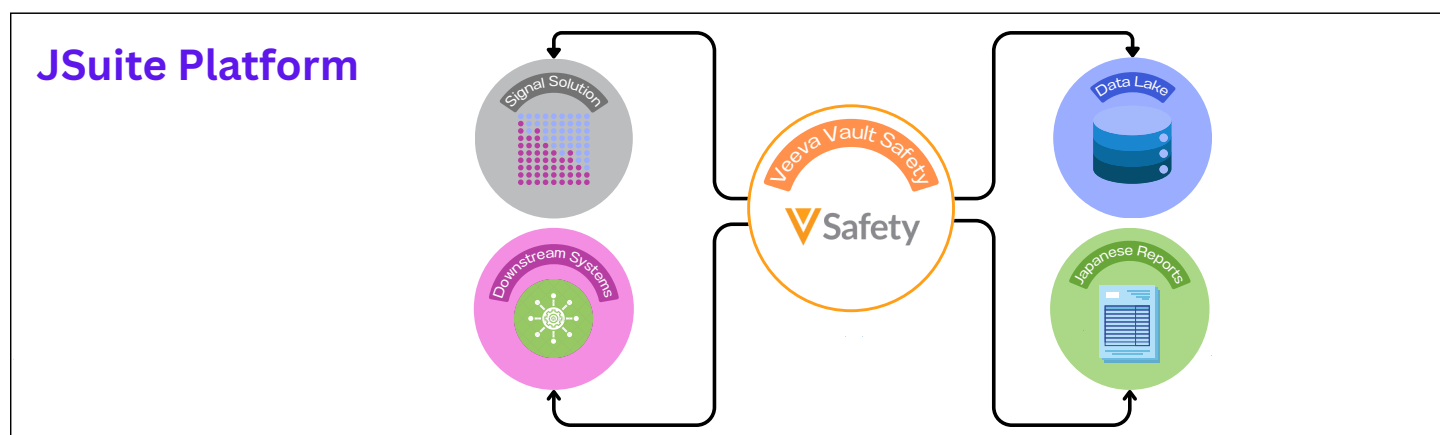 JSuite Platform
Signal Solution
Data Lake
Veeva Vault Safety
Safety
Downstream Systems
Japanese Reports